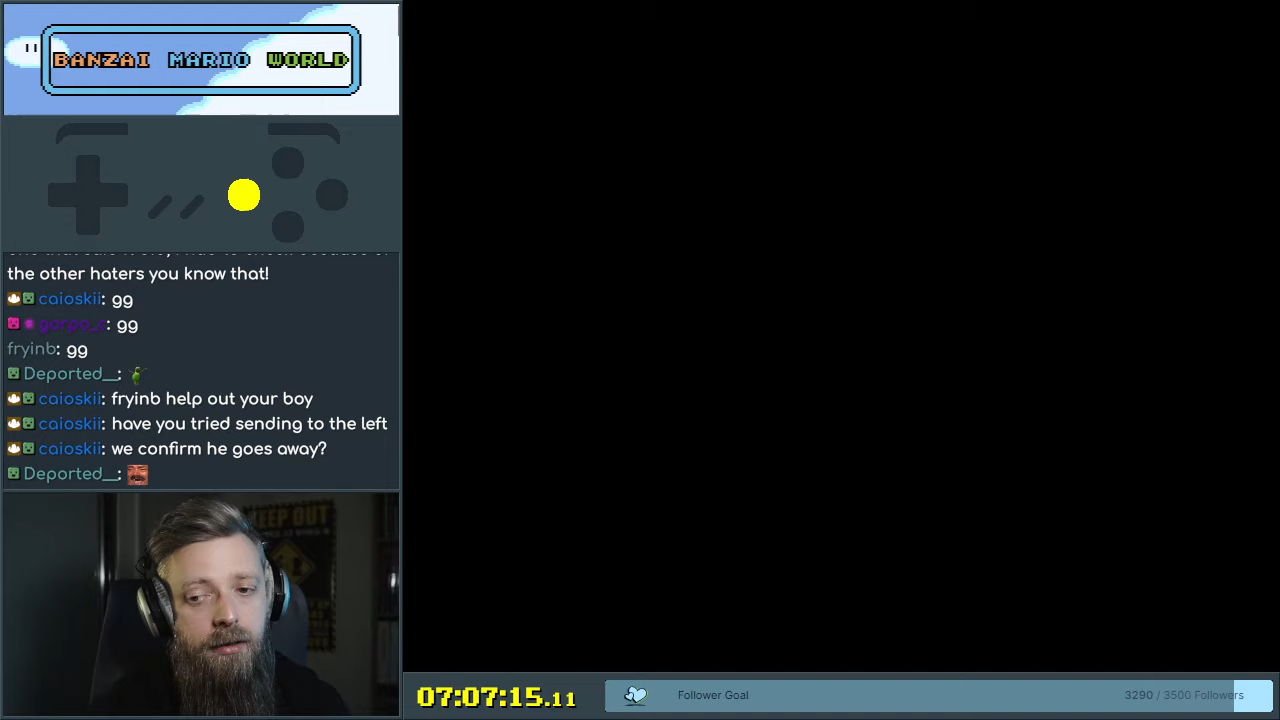 BANZAI MARIO WORLD
the other haters you know that!
caioskii: gg
gorpo_c: gg
fryinb: gg
Deported__:
caioskii: fryinb help out your boy
caioskii: have you tried sending to the left
caioskii: we confirm he goes away?
Deported__:
KEEP OUT
07:07:15.11
Follower Goal
3290 / 3500 Followers